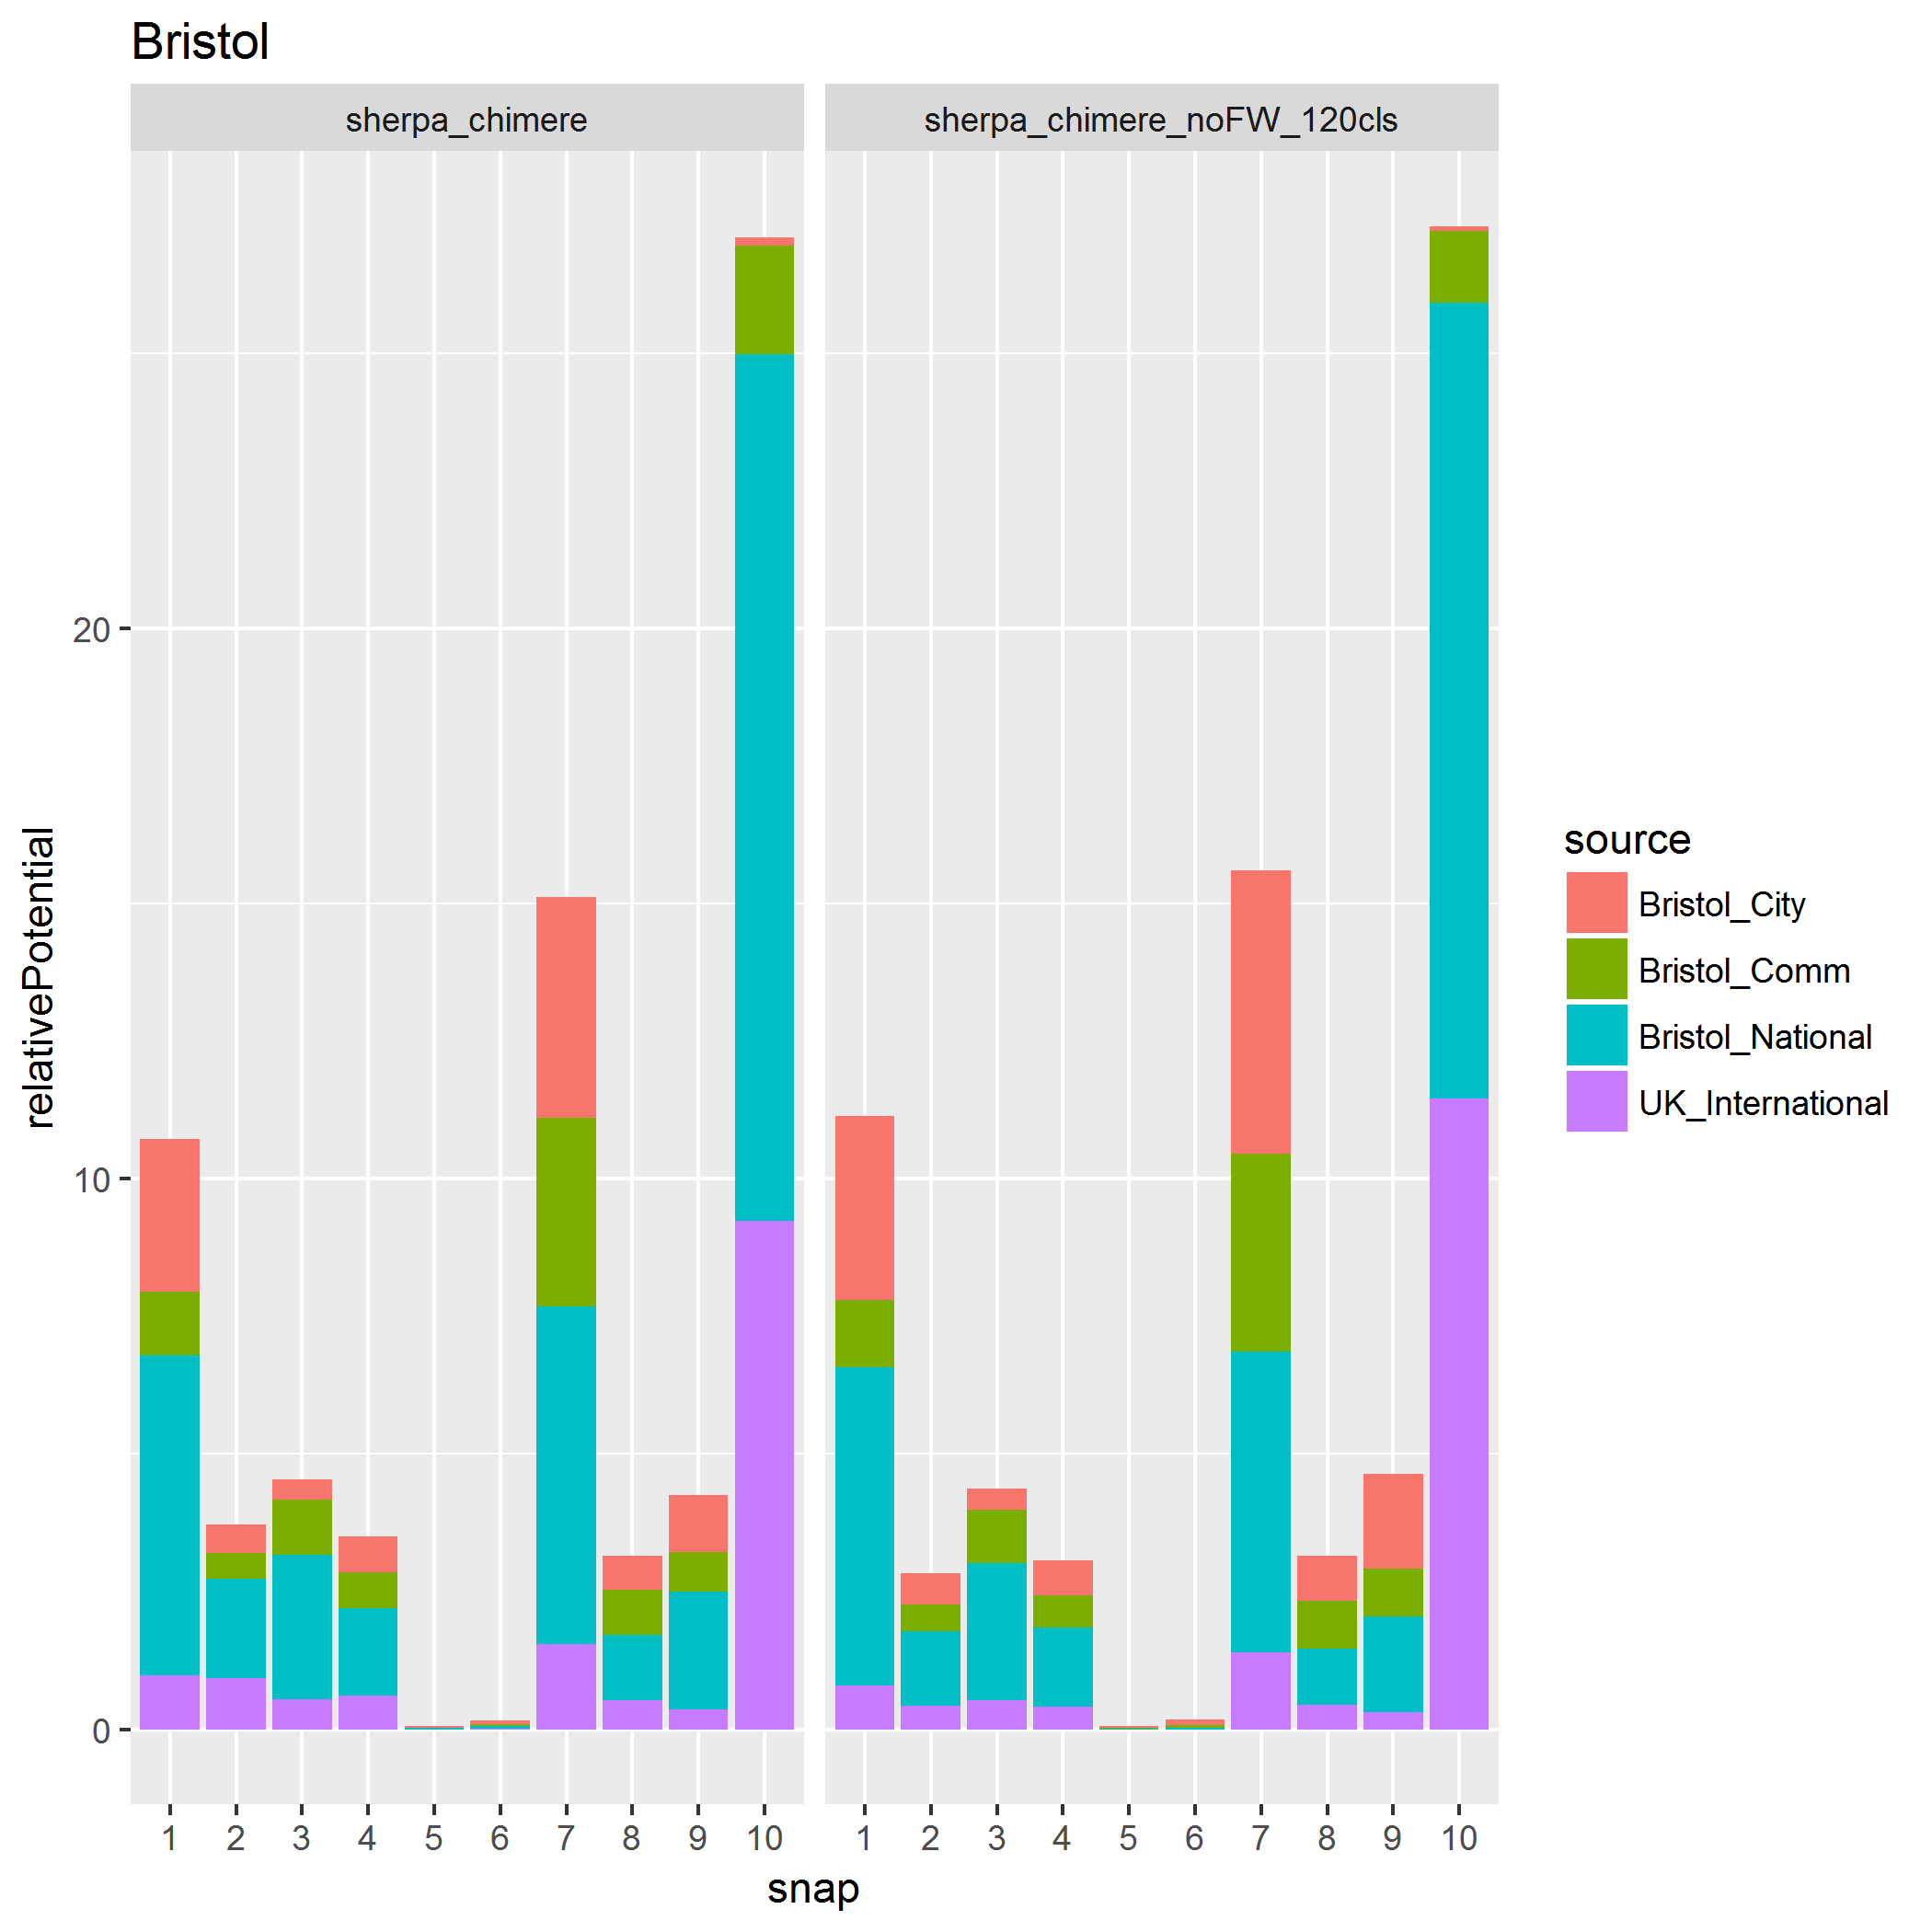 Bristol
sherpa_chimere
sherpa_chimere_noFW_120cls
relativePotential
20
10
0
1 2 3 4 5 6 7 8 9 10
1 2 3 4 5 6 7 8 9 10
snap
source
Bristol_City
Bristol_Comm
Bristol_National
UK_International